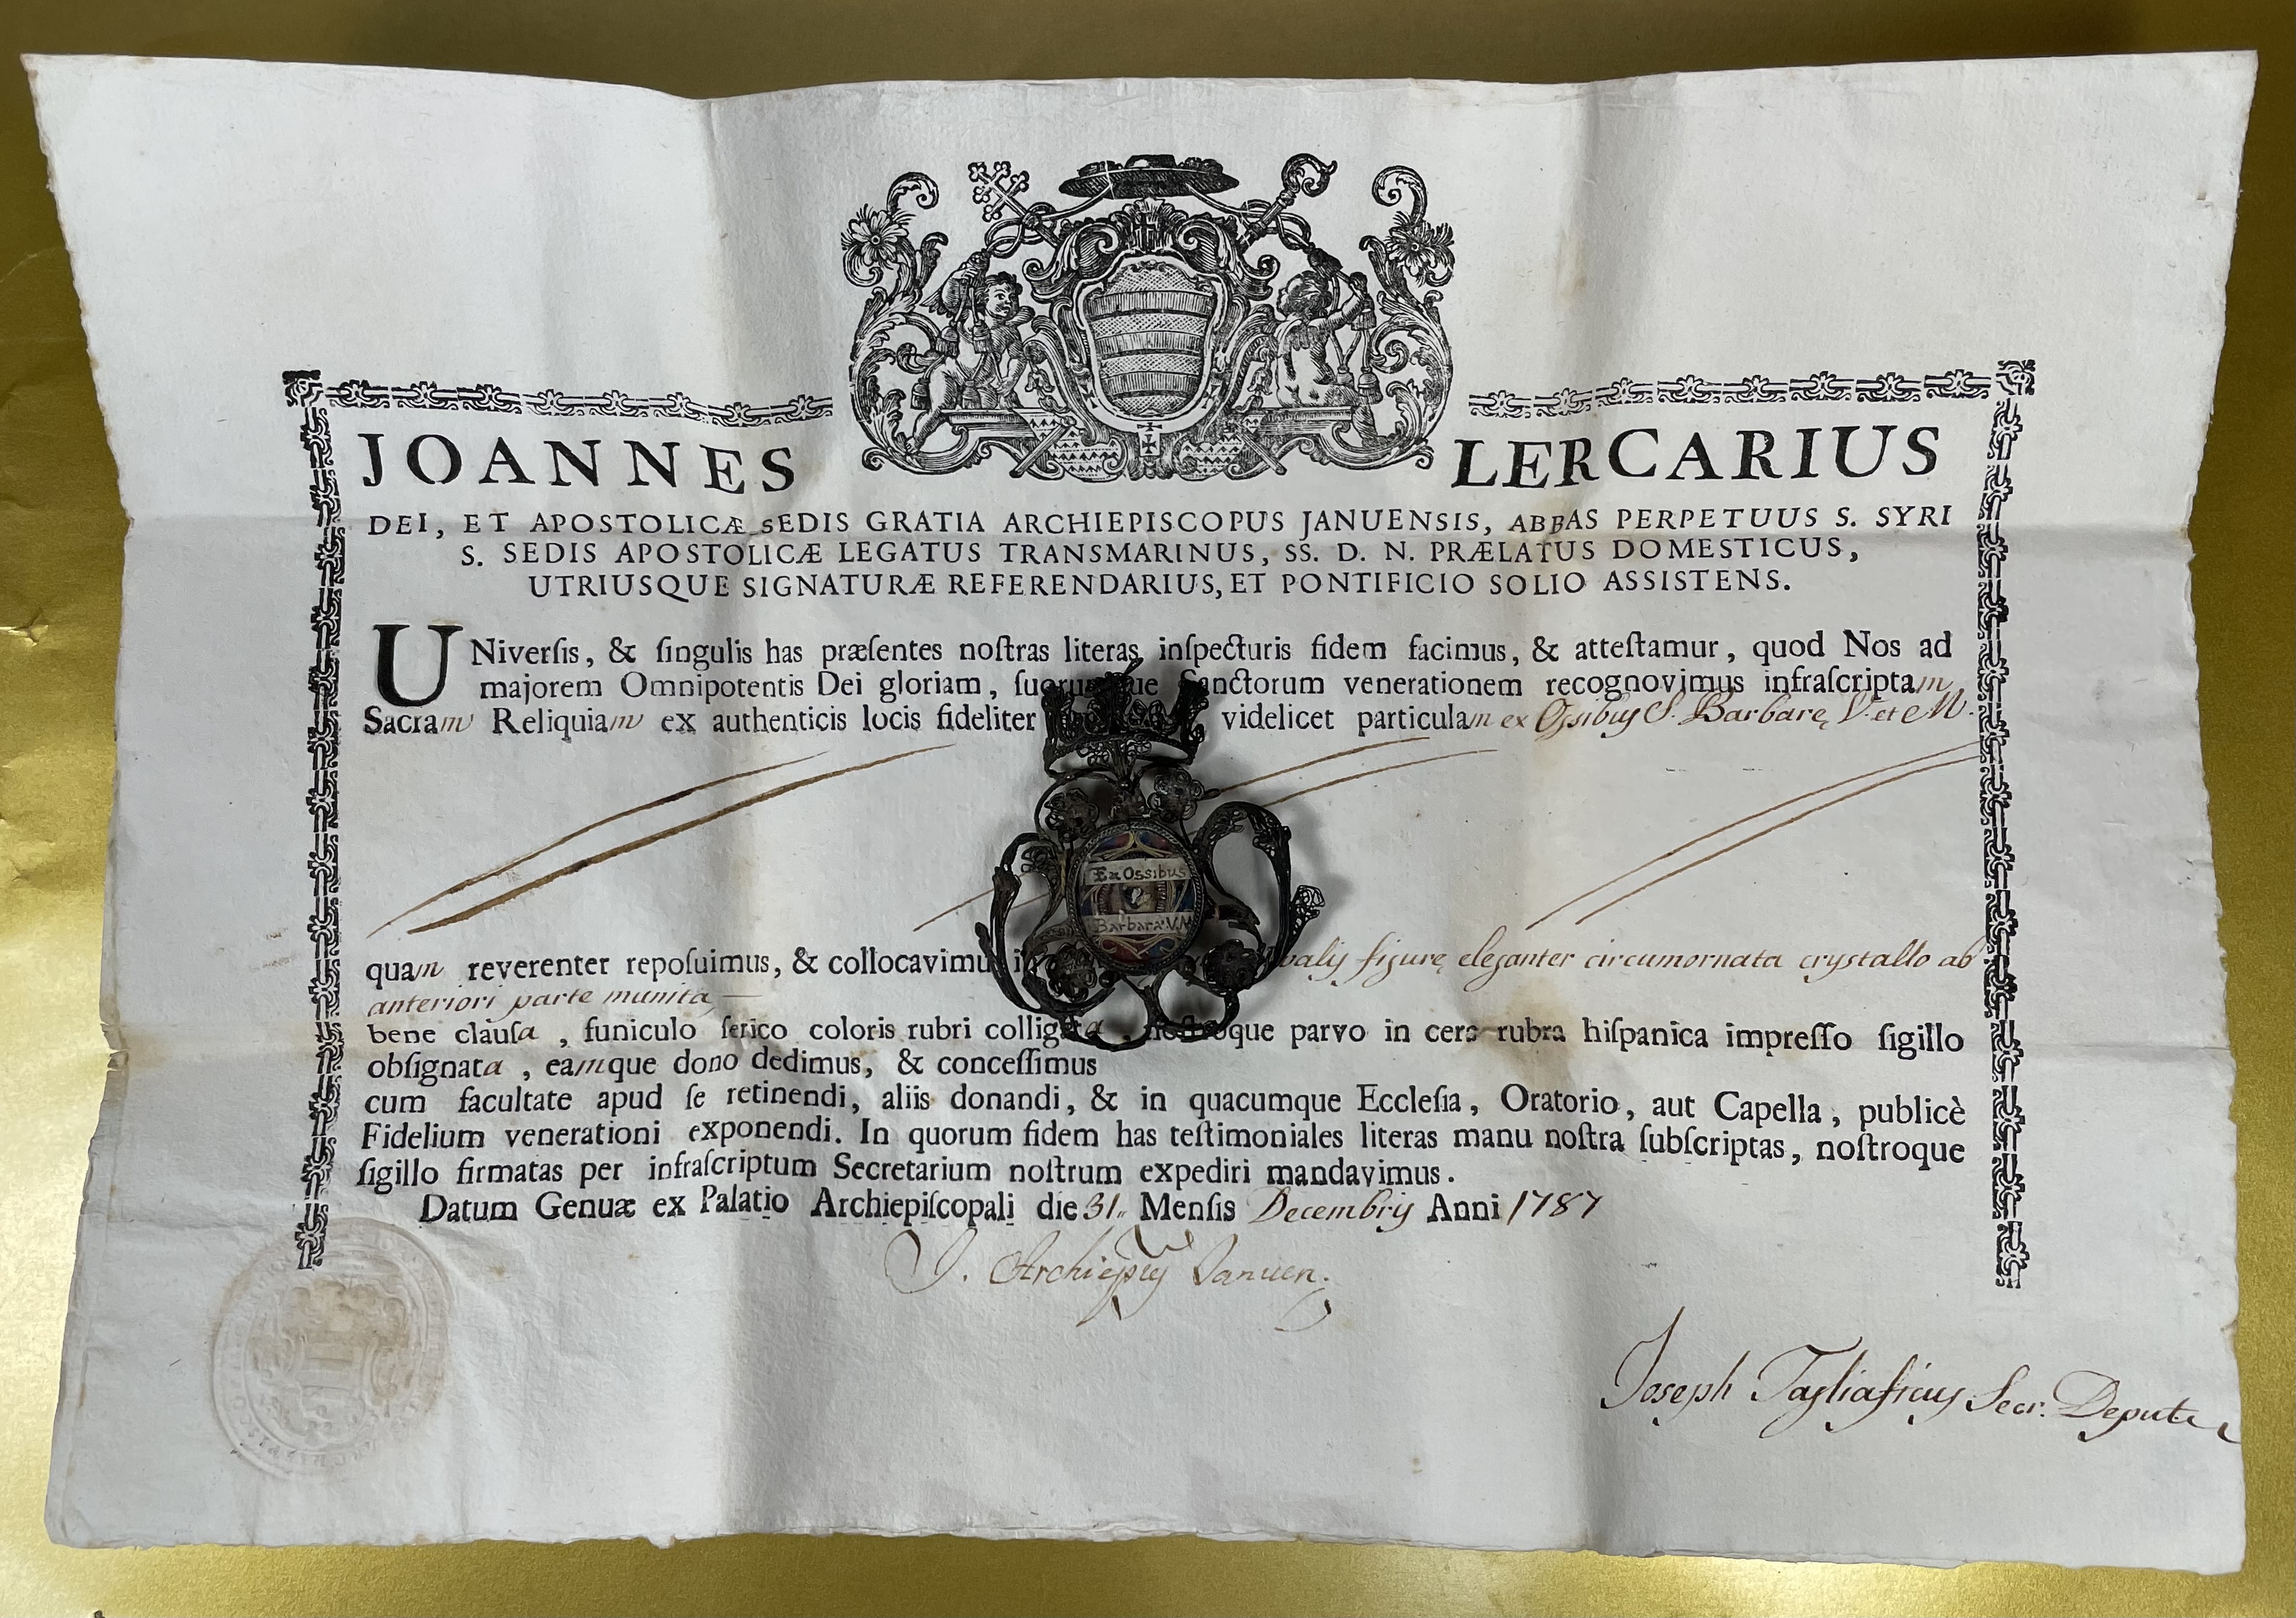 JOANNES LERCARIUS
DEI, ET APOSTOLICÆ SEDIS GRATIA ARCHIEPISCOPUS JANUENSIS, ABBAS PERPETUUS S. SYRI
S. SEDIS APOSTOLICÆ LEGATUS TRANSMARINUS, SS. D. N. PRÆLATUS DOMESTICUS,
UTRIUSQUE SIGNATURÆ REFERENDARIUS, ET PONTIFICIO SOLIO ASSISTENS.
UNiverſis, & ſingulis has præſentes noſtras literas inſpecturis fidem facimus, & atteſtamur, quod Nos ad
majorem Omnipotentis Dei gloriam, ſuorumque Sanctorum venerationem recognovimus infraſcriptam
Sacram Reliquiam ex authenticis locis fideliter videlicet particulam ex Ossibus S. Barbaræ V. et M.
Ex Ossibus
Barbaræ V.M
quam reverenter repoſuimus, & collocavimus figuræ eleganter circumornata crystallo ab
anteriori parte munita
bene clauſa, funiculo ſerico coloris rubri colligata, noſtroque parvo in cera rubra hiſpanica impreſſo ſigillo
obſignata, eamque dono dedimus, & conceſſimus
cum facultate apud ſe retinendi, aliis donandi, & in quacumque Eccleſia, Oratorio, aut Capella, publicè
Fidelium venerationi exponendi. In quorum fidem has teſtimoniales literas manu noſtra ſubſcriptas, noſtroque
ſigillo firmatas per infraſcriptum Secretarium noſtrum expediri mandavimus.
Datum Genuæ ex Palatio Archiepiſcopali die 31. Menſis Decembris Anni 1787
J. Archiepus Januen.
Joseph Tagliaficus Secr. Deputa